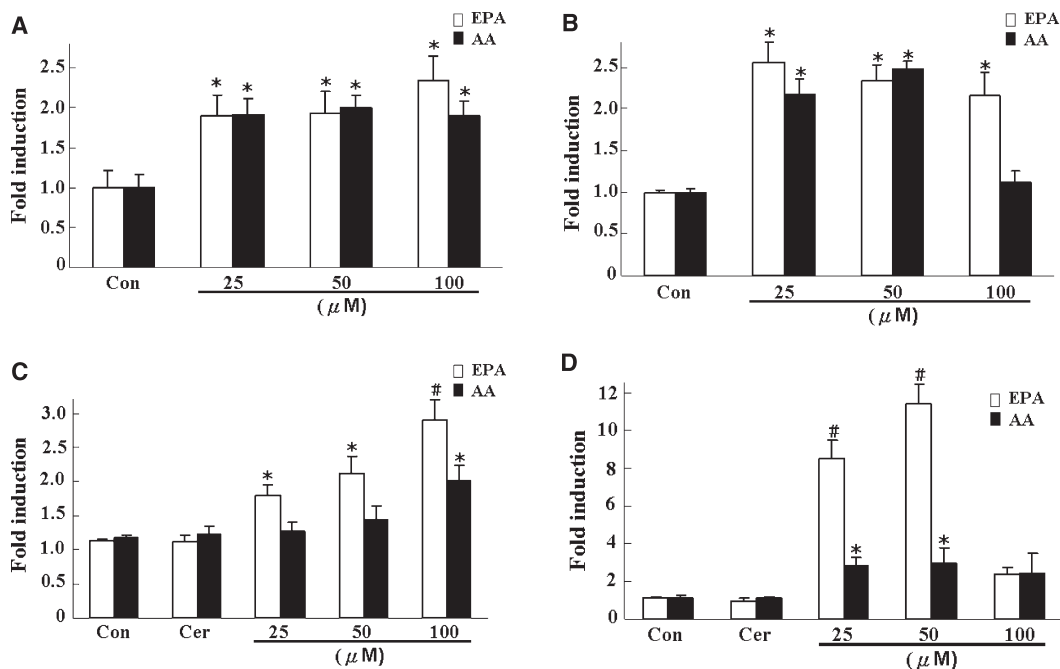 A
EPA
AA
* * * * * *
Fold induction
2.5
2.0
1.5
1.0
0.5
0
Con 25 50 100
( μ M)
B
EPA
AA
* * * * *
Fold induction
2.5
2.0
1.5
1.0
0.5
0
Con 25 50 100
( μ M)
C
EPA
AA
* * # *
Fold induction
3.0
2.5
2.0
1.5
1.0
0.5
0
Con Cer 25 50 100
( μ M)
D
EPA
AA
# * # *
Fold induction
12
10
8
6
4
2
0
Con Cer 25 50 100
( μ M)